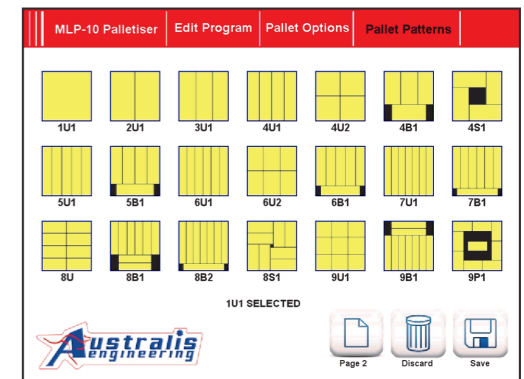 MLP-10 Palletiser Edit Program Pallet Options Pallet Patterns
1U1 2U1 3U1 4U1 4U2 4B1 4S1
5U1 5B1 6U1 6U2 6B1 7U1 7B1
8U 8B1 8B2 8S1 9U1 9B1 9P1
1U1 SELECTED
Australis
engineering
Page 2 Discard Save